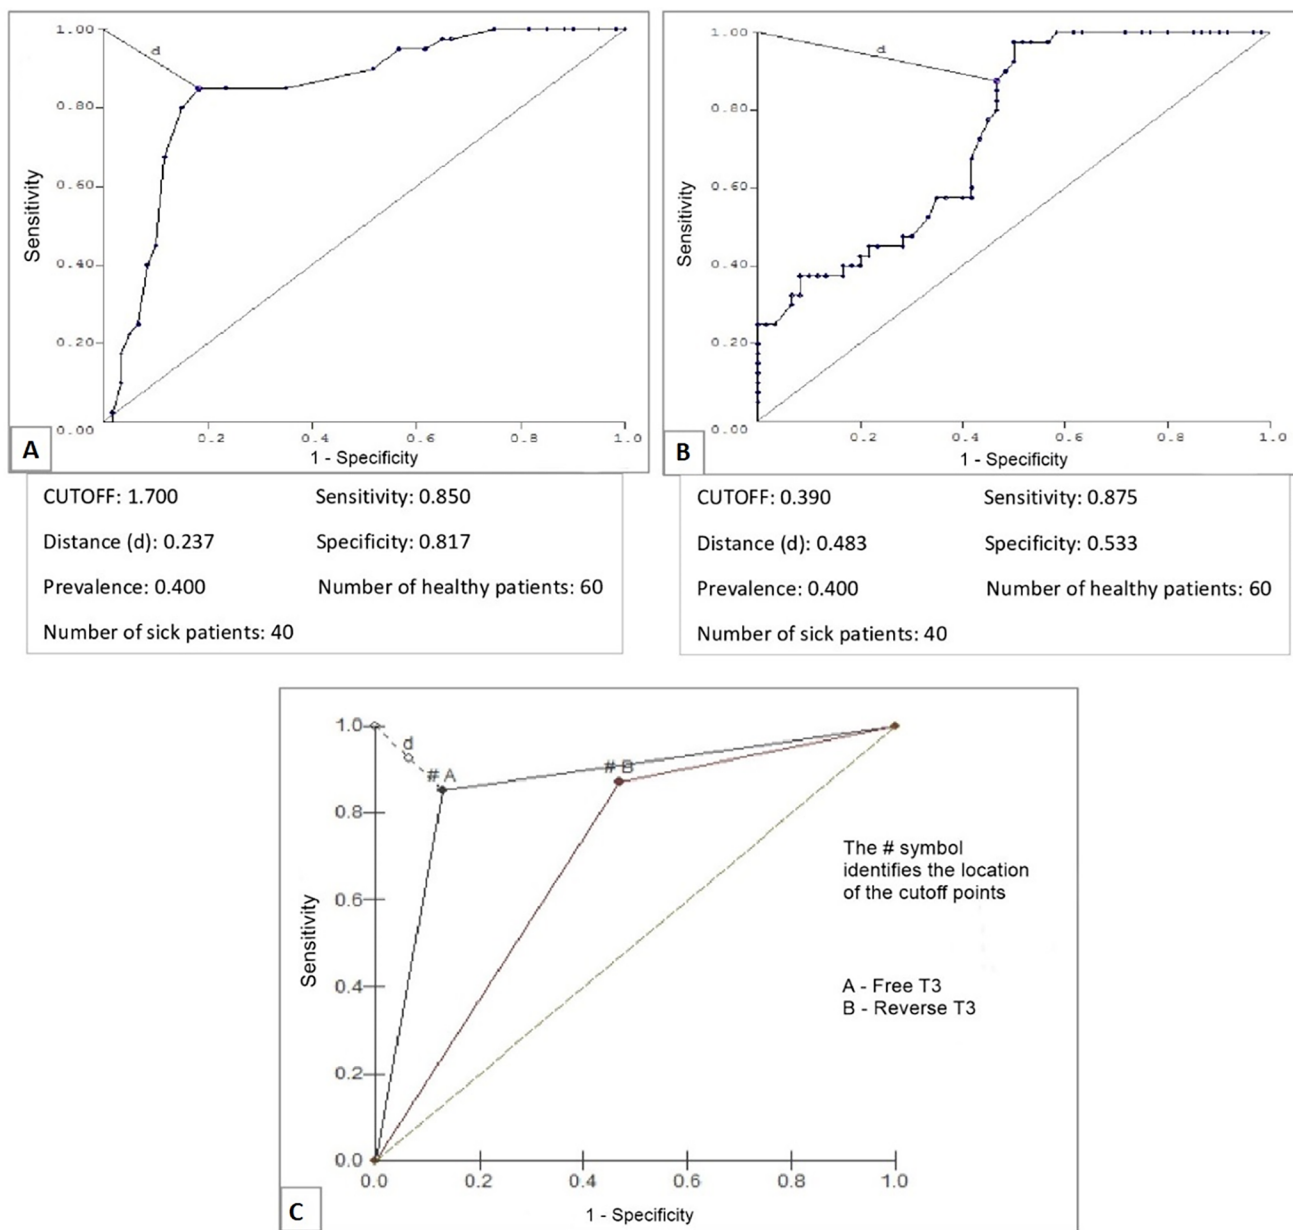 1.00
d
0.80
0.60
Sensitivity
0.40
0.20
0.00
0.2 0.4 0.6 0.8 1.0
A
1 - Specificity
1.00
d
0.80
0.60
Sensitivity
0.40
0.20
0.00
0.2 0.4 0.6 0.8 1.0
B
1 - Specificity
CUTOFF: 1.700 Sensitivity: 0.850
Distance (d): 0.237 Specificity: 0.817
Prevalence: 0.400 Number of healthy patients: 60
Number of sick patients: 40
CUTOFF: 0.390 Sensitivity: 0.875
Distance (d): 0.483 Specificity: 0.533
Prevalence: 0.400 Number of healthy patients: 60
Number of sick patients: 40
1.0
d
# A
# B
0.8
The # symbol
identifies the location
of the cutoff points
0.6
Sensitivity
0.4
A - Free T3
B - Reverse T3
0.2
0.0
0.0 0.2 0.4 0.6 0.8 1.0
C
1 - Specificity